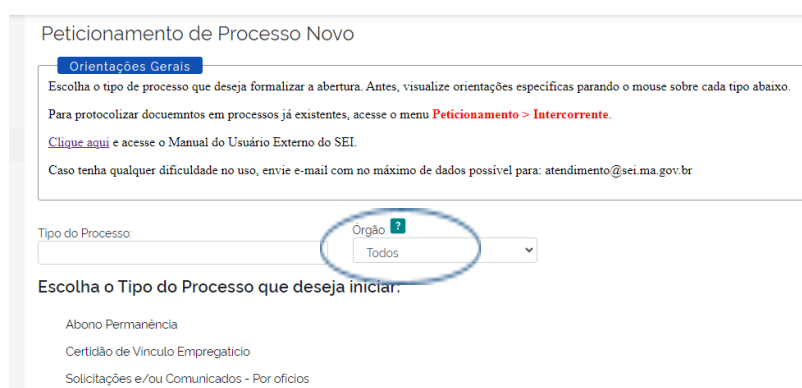 Peticionamento de Processo Novo
Orientações Gerais
Escolha o tipo de processo que deseja formalizar a abertura. Antes, visualize orientações específicas parando o mouse sobre cada tipo abaixo.
Para protocolizar docuemntos em processos já existentes, acesse o menu Peticionamento > Intercorrente.
Clique aqui e acesse o Manual do Usuário Externo do SEI.
Caso tenha qualquer dificuldade no uso, envie e-mail com no máximo de dados possível para: atendimento@sei.ma.gov.br
Tipo do Processo: Órgão: ?
Todos
Escolha o Tipo do Processo que deseja iniciar:
Abono Permanência
Certidão de Vinculo Empregaticio
Solicitações e/ou Comunicados - Por oficios